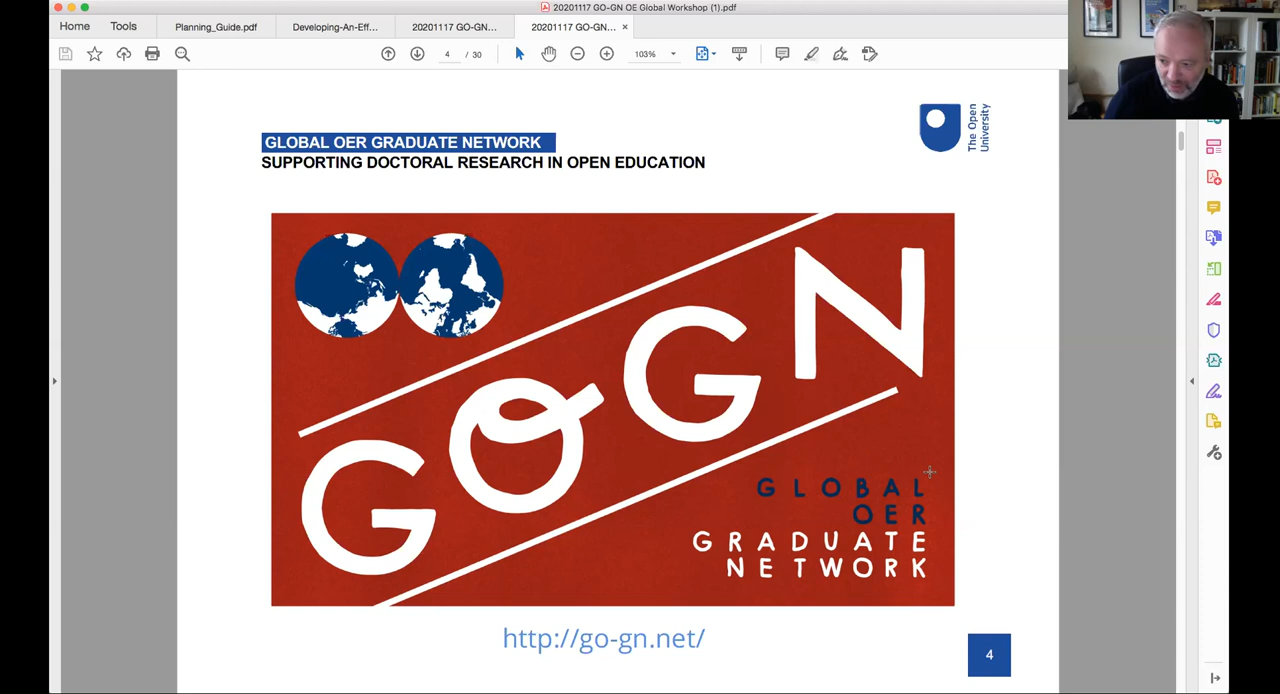 20201117 GO-GN OE Global Workshop (1).pdf
Home
Tools
Planning_Guide.pdf
Developing-An-Eff...
20201117 GO-GN...
20201117 GO-GN...
4 / 30
103%
GLOBAL OER GRADUATE NETWORK
SUPPORTING DOCTORAL RESEARCH IN OPEN EDUCATION
The Open
University
GOGN
GLOBAL
OER
GRADUATE
NETWORK
http://go-gn.net/
4